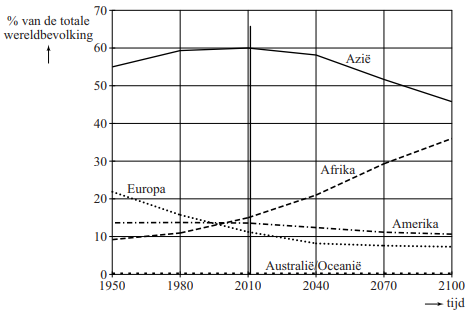 % van de totale
wereldbevolking
70
60
50
40
30
20
10
0
Azië
Afrika
Europa
Amerika
Australië/Oceanië
1950 1980 2010 2040 2070 2100
tijd